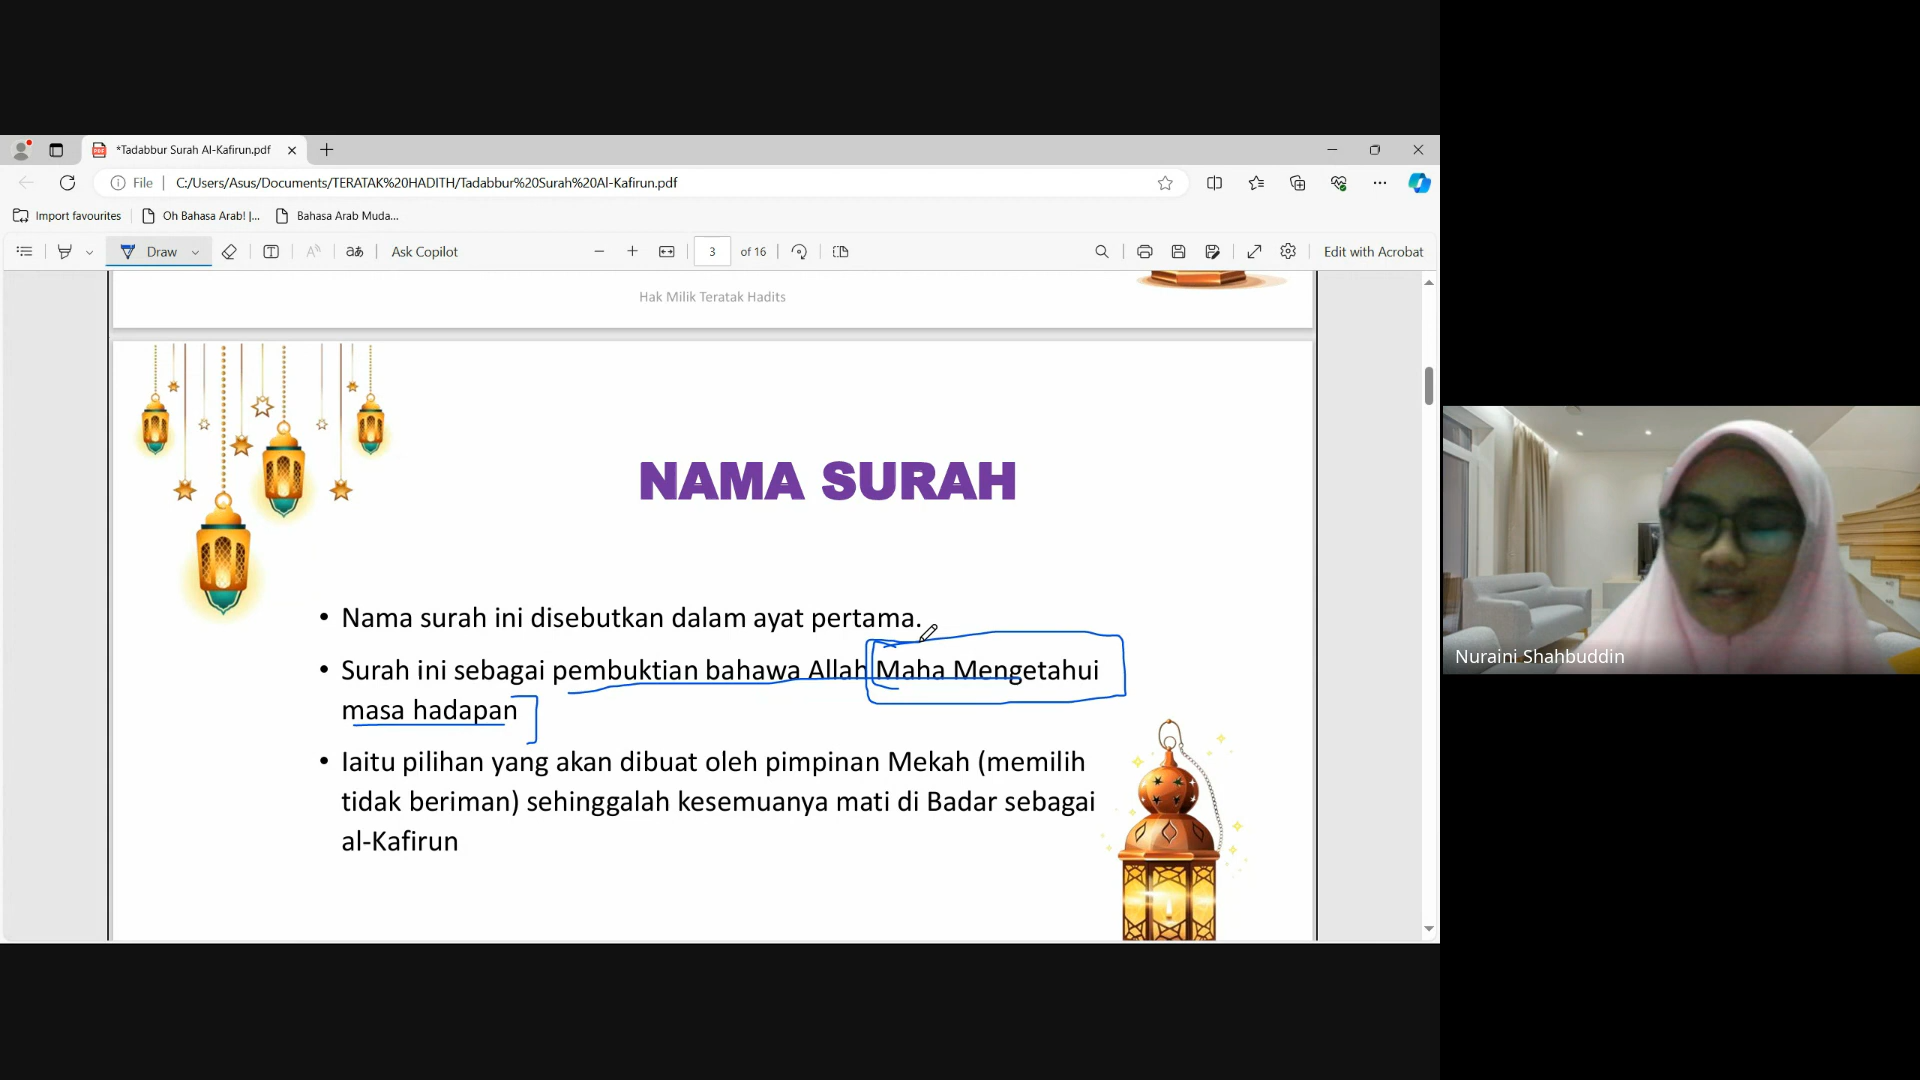 *Tadabbur Surah Al-Kafirun.pdf
File
C:/Users/Asus/Documents/TERATAK%20HADITH/Tadabbur%20Surah%20Al-Kafirun.pdf
Import favourites
Oh Bahasa Arab! |...
Bahasa Arab Muda...
Draw
aあ
Ask Copilot
3
of 16
Edit with Acrobat
Hak Milik Teratak Hadits
NAMA SURAH
• Nama surah ini disebutkan dalam ayat pertama.
• Surah ini sebagai pembuktian bahawa Allah Maha Mengetahui
masa hadapan
• Iaitu pilihan yang akan dibuat oleh pimpinan Mekah (memilih
tidak beriman) sehinggalah kesemuanya mati di Badar sebagai
al-Kafirun
Nuraini Shahbuddin